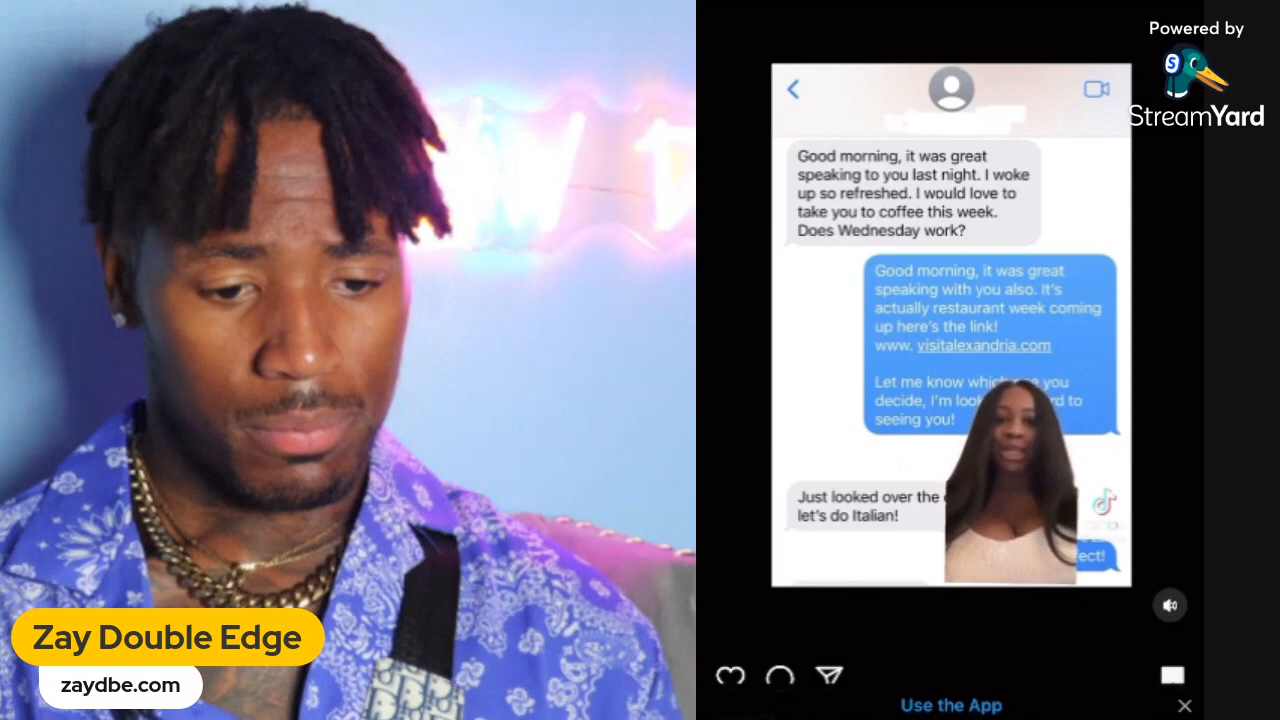 Powered by
StreamYard
Good morning, it was great
speaking to you last night. I woke
up so refreshed. I would love to
take you to coffee this week.
Does Wednesday work?
Good morning, it was great
speaking with you also. It's
actually restaurant week coming
up here's the link!
www. visitalexandria.com
Let me know you
decide, I'm to
seeing you!
Just looked over the
let's do Italian!
Zay Double Edge
zaydbe.com
Use the App